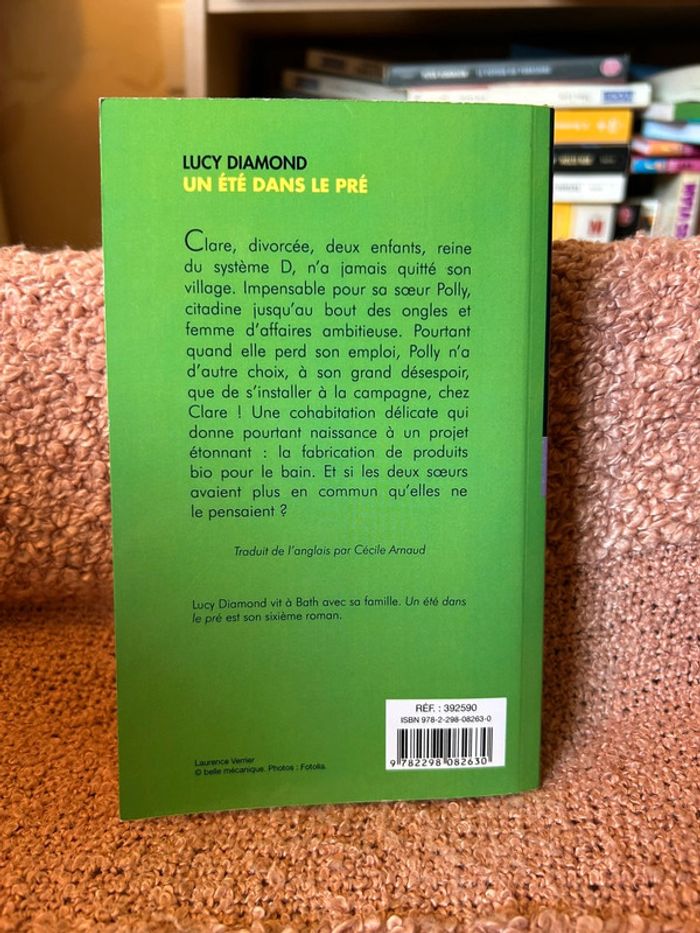 LUCY DIAMOND
UN ÉTÉ DANS LE PRÉ
Clare, divorcée, deux enfants, reine
du système D, n'a jamais quitté son
village. Impensable pour sa sœur Polly,
citadine jusqu'au bout des ongles et
femme d'affaires ambitieuse. Pourtant
quand elle perd son emploi, Polly n'a
d'autre choix, à son grand désespoir,
que de s'installer à la campagne, chez
Clare ! Une cohabitation délicate qui
donne pourtant naissance à un projet
étonnant : la fabrication de produits
bio pour le bain. Et si les deux sœurs
avaient plus en commun qu'elles ne
le pensaient ?
Traduit de l'anglais par Cécile Arnaud
Lucy Diamond vit à Bath avec sa famille. Un été dans
le pré est son sixième roman.
RÉF. : 392590
ISBN 978-2-298-08263-0
9 782298 082630
Laurence Verrier
© belle mécanique. Photos : Fotolia.